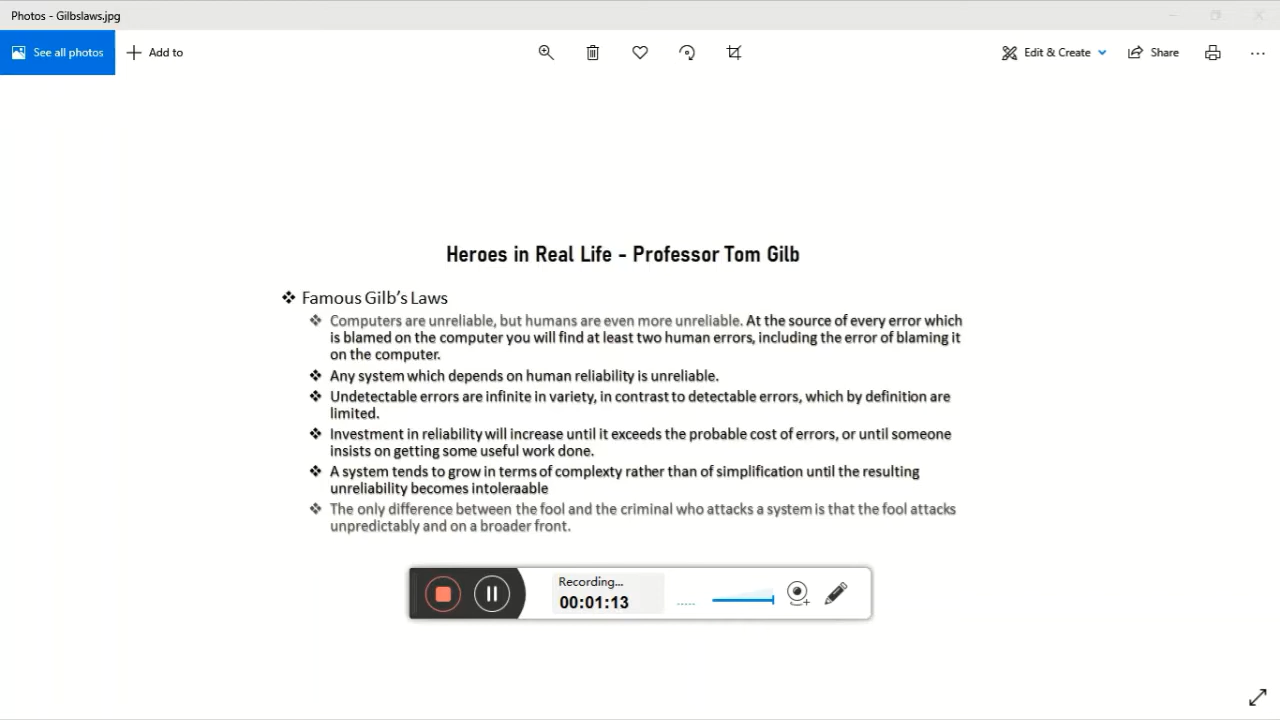 Photos - Gilbslaws.jpg
See all photos
Add to
Edit & Create
Share
Heroes in Real Life - Professor Tom Gilb
Famous Gilb's Laws
Computers are unreliable, but humans are even more unreliable. At the source of every error which
is blamed on the computer you will find at least two human errors, including the error of blaming it
on the computer.
Any system which depends on human reliability is unreliable.
Undetectable errors are infinite in variety, in contrast to detectable errors, which by definition are
limited.
Investment in reliability will increase until it exceeds the probable cost of errors, or until someone
insists on getting some useful work done.
A system tends to grow in terms of complexty rather than of simplification until the resulting
unreliability becomes intoleraable
The only difference between the fool and the criminal who attacks a system is that the fool attacks
unpredictably and on a broader front.
Recording...
00:01:13